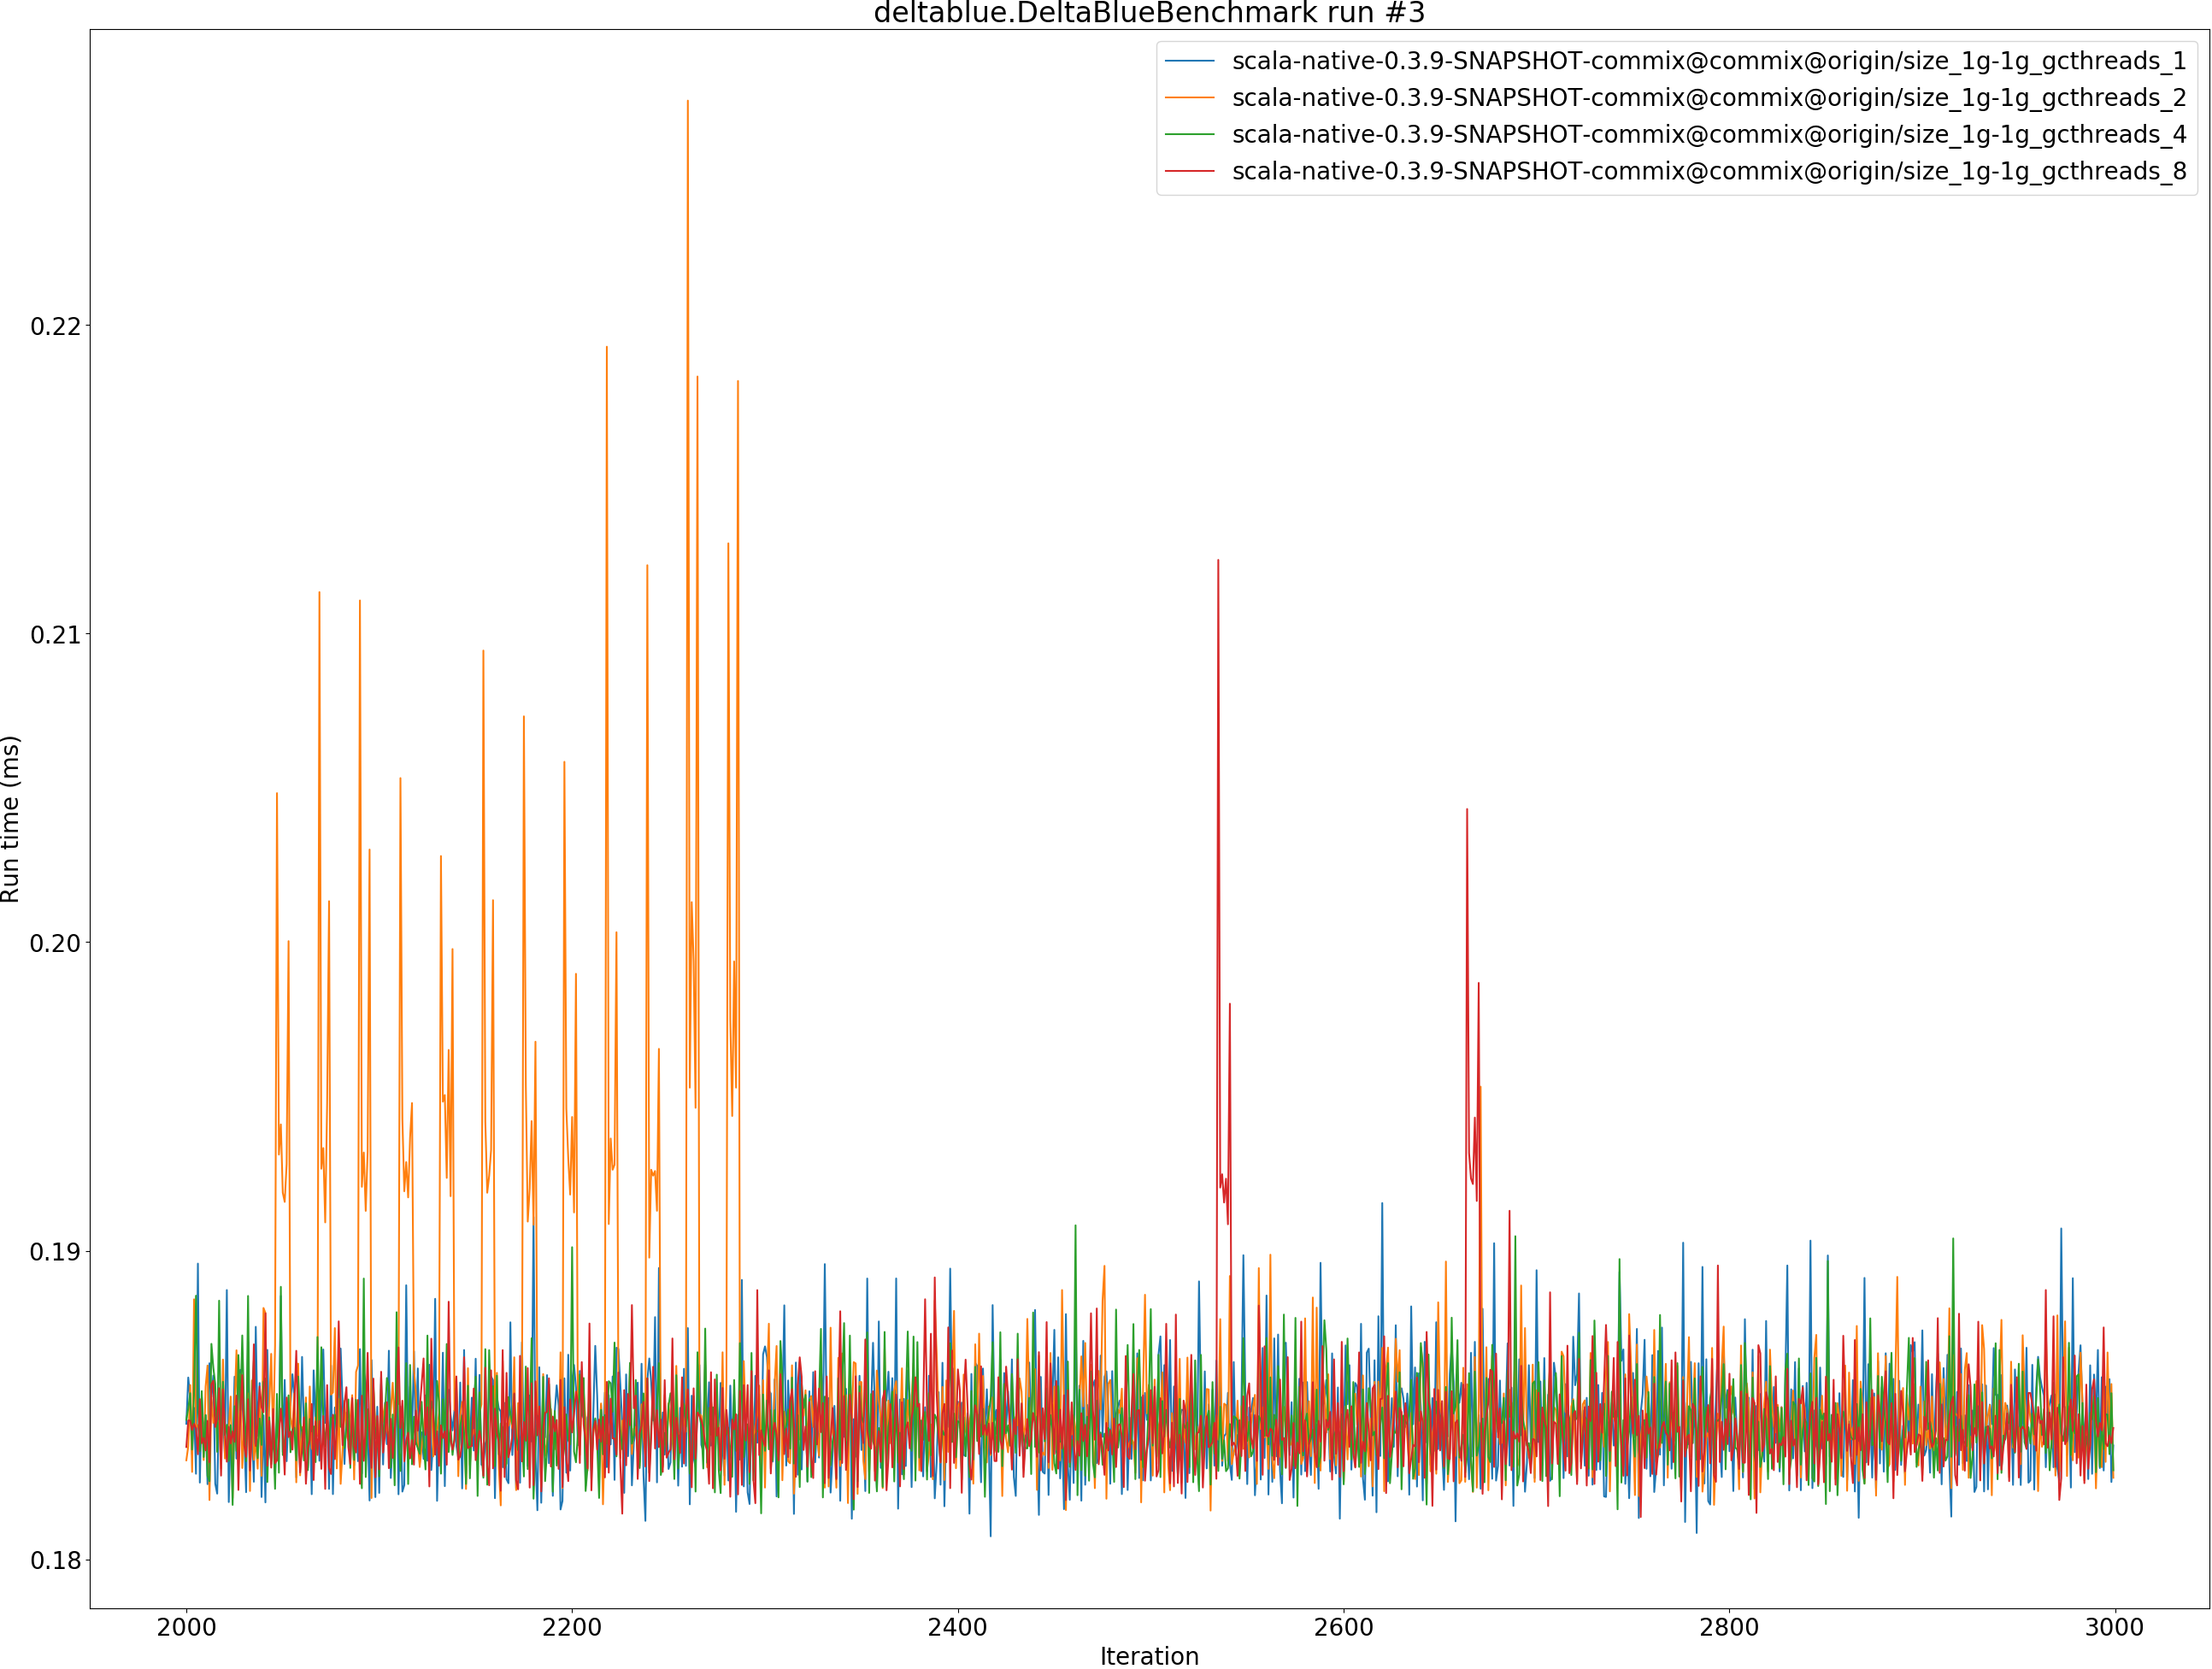 deltablue.DeltaBlueBenchmark run #3
scala-native-0.3.9-SNAPSHOT-commix@commix@origin/size_1g-1g_gcthreads_1
scala-native-0.3.9-SNAPSHOT-commix@commix@origin/size_1g-1g_gcthreads_2
scala-native-0.3.9-SNAPSHOT-commix@commix@origin/size_1g-1g_gcthreads_4
scala-native-0.3.9-SNAPSHOT-commix@commix@origin/size_1g-1g_gcthreads_8
0.22
0.21
0.20
0.19
0.18
Run time (ms)
2000 2200 2400 2600 2800 3000
Iteration